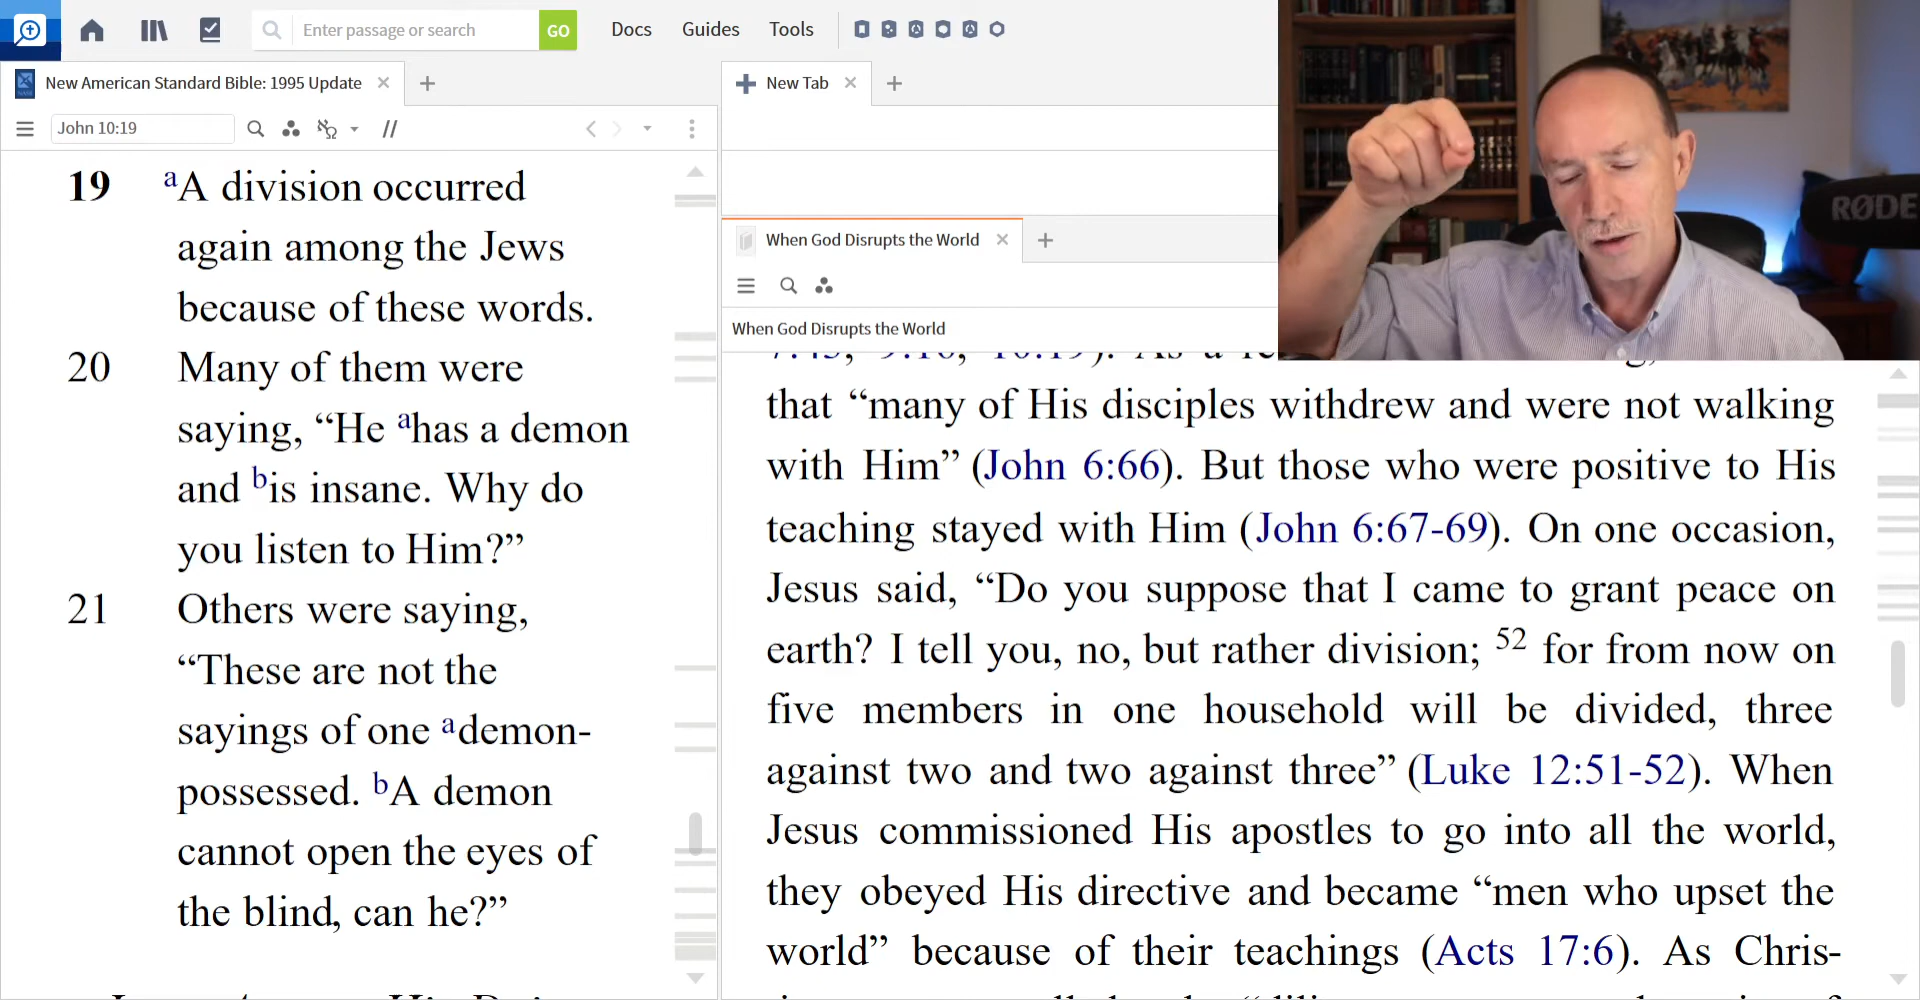 Enter passage or search
GO
Docs
Guides
Tools
New American Standard Bible: 1995 Update
John 10:19
19 aA division occurred
again among the Jews
because of these words.
20 Many of them were
saying, “He ahas a demon
and bis insane. Why do
you listen to Him?”
21 Others were saying,
“These are not the
sayings of one ademon-
possessed. bA demon
cannot open the eyes of
the blind, can he?”
New Tab
When God Disrupts the World
When God Disrupts the World
7:43; 9:16; 10:19). As a
that “many of His disciples withdrew and were not walking
with Him” (John 6:66). But those who were positive to His
teaching stayed with Him (John 6:67-69). On one occasion,
Jesus said, “Do you suppose that I came to grant peace on
earth? I tell you, no, but rather division; 52 for from now on
five members in one household will be divided, three
against two and two against three” (Luke 12:51-52). When
Jesus commissioned His apostles to go into all the world,
they obeyed His directive and became “men who upset the
world” because of their teachings (Acts 17:6). As Chris-
RØDE